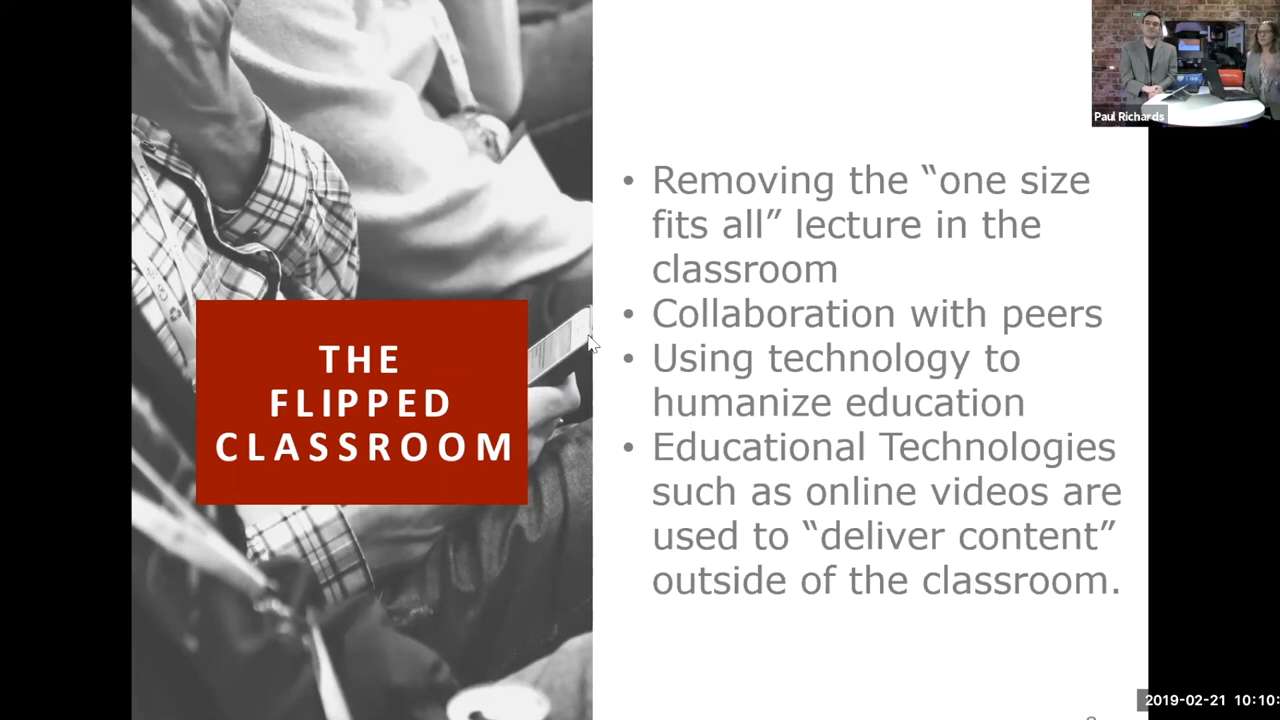 THE
FLIPPED
CLASSROOM
• Removing the “one size
fits all” lecture in the
classroom
• Collaboration with peers
• Using technology to
humanize education
• Educational Technologies
such as online videos are
used to “deliver content”
outside of the classroom.
Paul Richards
2019-02-21 10:10: